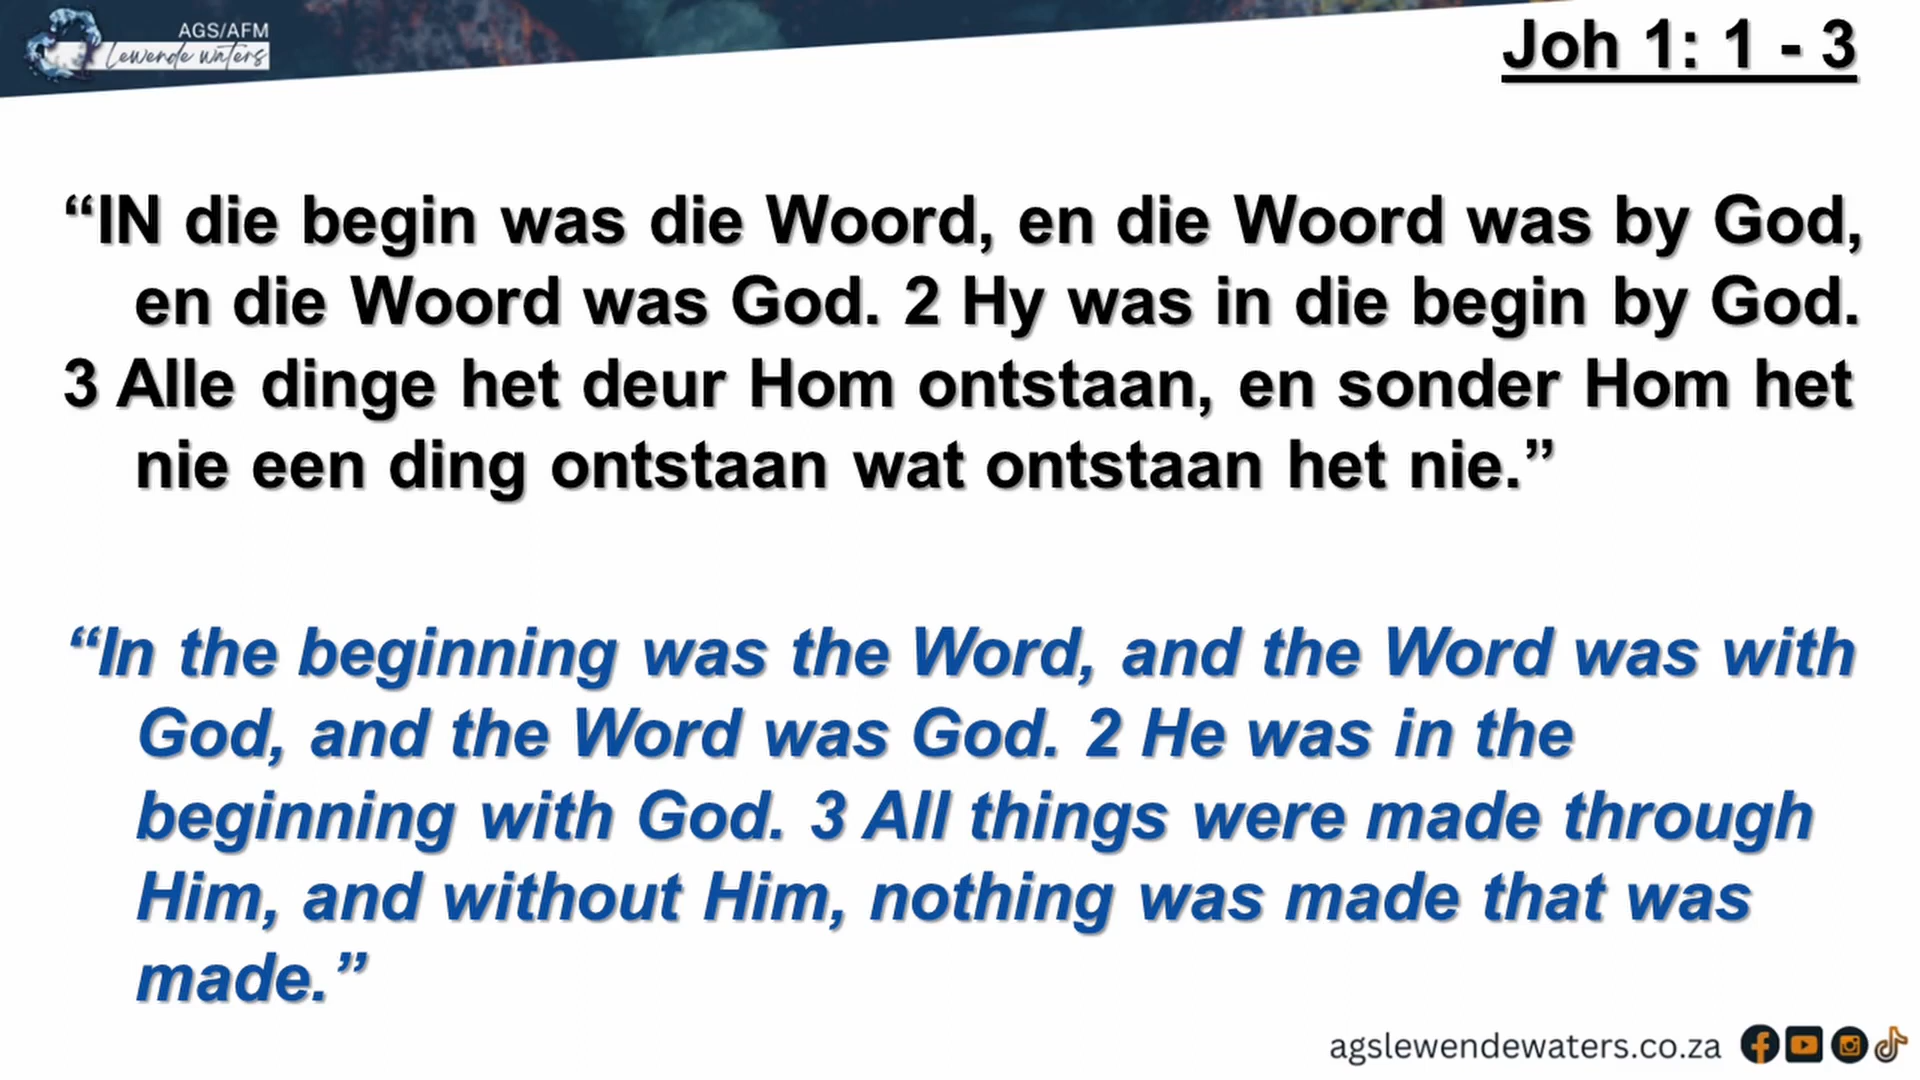 AGS/AFM
Lewende waters
Joh 1: 1 - 3
“IN die begin was die Woord, en die Woord was by God,
en die Woord was God. 2 Hy was in die begin by God.
3 Alle dinge het deur Hom ontstaan, en sonder Hom het
nie een ding ontstaan wat ontstaan het nie.”
“In the beginning was the Word, and the Word was with
God, and the Word was God. 2 He was in the
beginning with God. 3 All things were made through
Him, and without Him, nothing was made that was
made.”
agslewendewaters.co.za